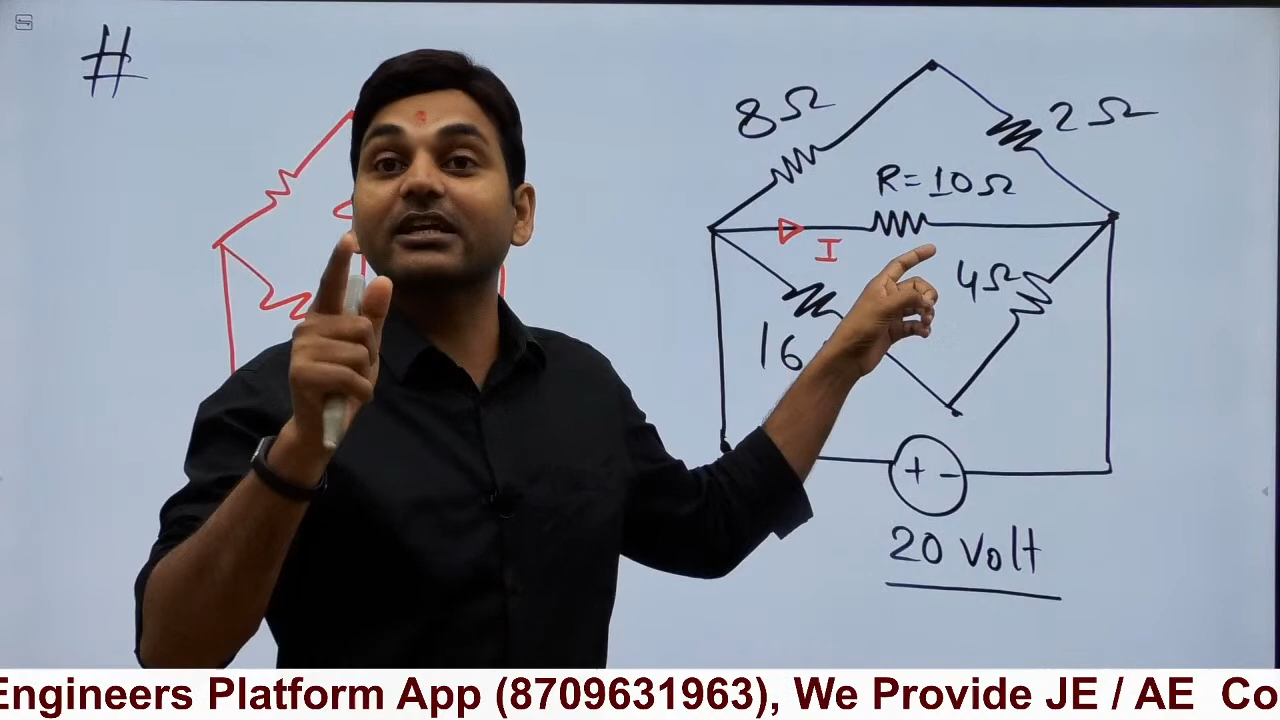 #
8Ω
2Ω
R=10Ω
I
4Ω
16
+ -
20 Volt
Engineers Platform App (8709631963), We Provide JE / AE Co